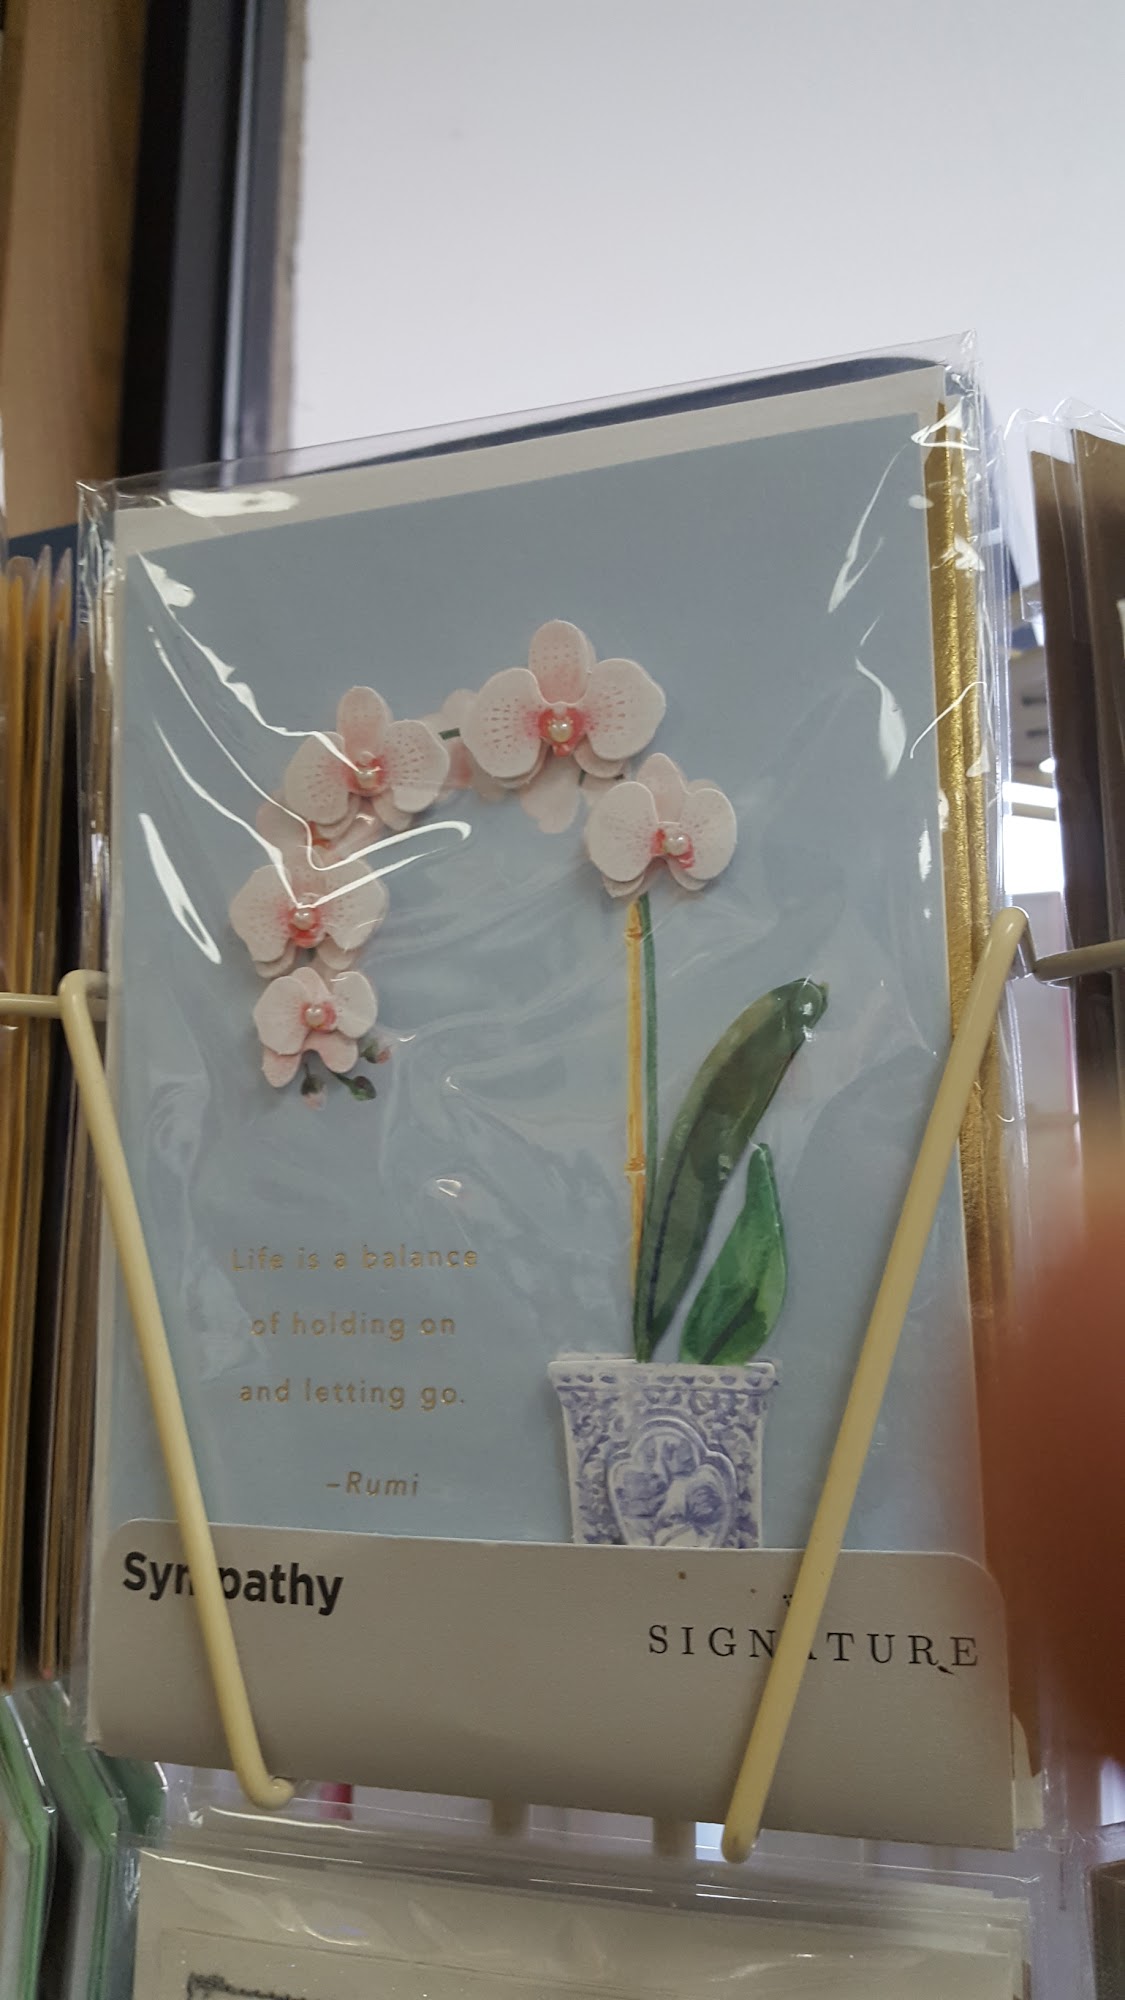 Life is a balance
of holding on
and letting go.
–Rumi
Sympathy
SIGNATURE